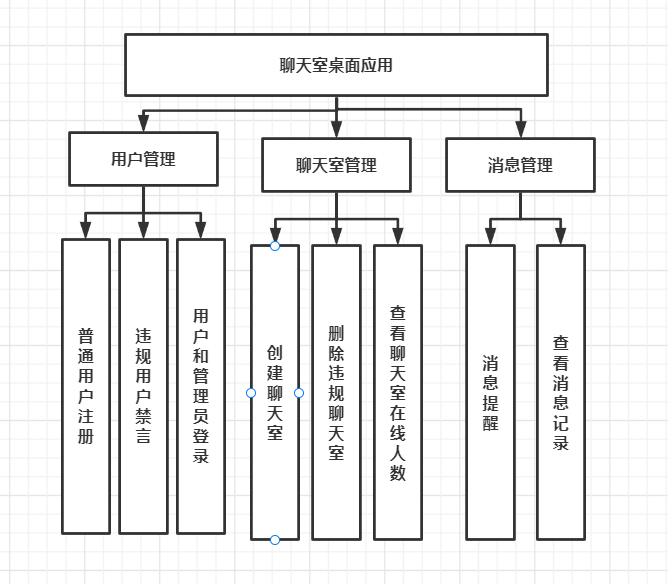 聊天室桌面应用
用户管理
聊天室管理
消息管理
普通用户注册
违规用户禁言
用户和管理员登录
创建聊天室
删除违规聊天室
查看聊天室在线人数
消息提醒
查看消息记录